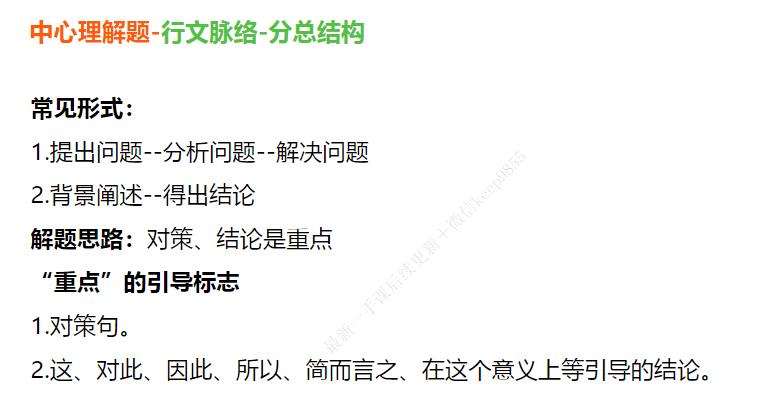 中心理解题-行文脉络-分总结构
常见形式：
1.提出问题--分析问题--解决问题
2.背景阐述--得出结论
解题思路：对策、结论是重点
“重点”的引导标志
1.对策句。
2.这、对此、因此、所以、简而言之、在这个意义上等引导的结论。
最新一手课后续更新＋微信keep9855